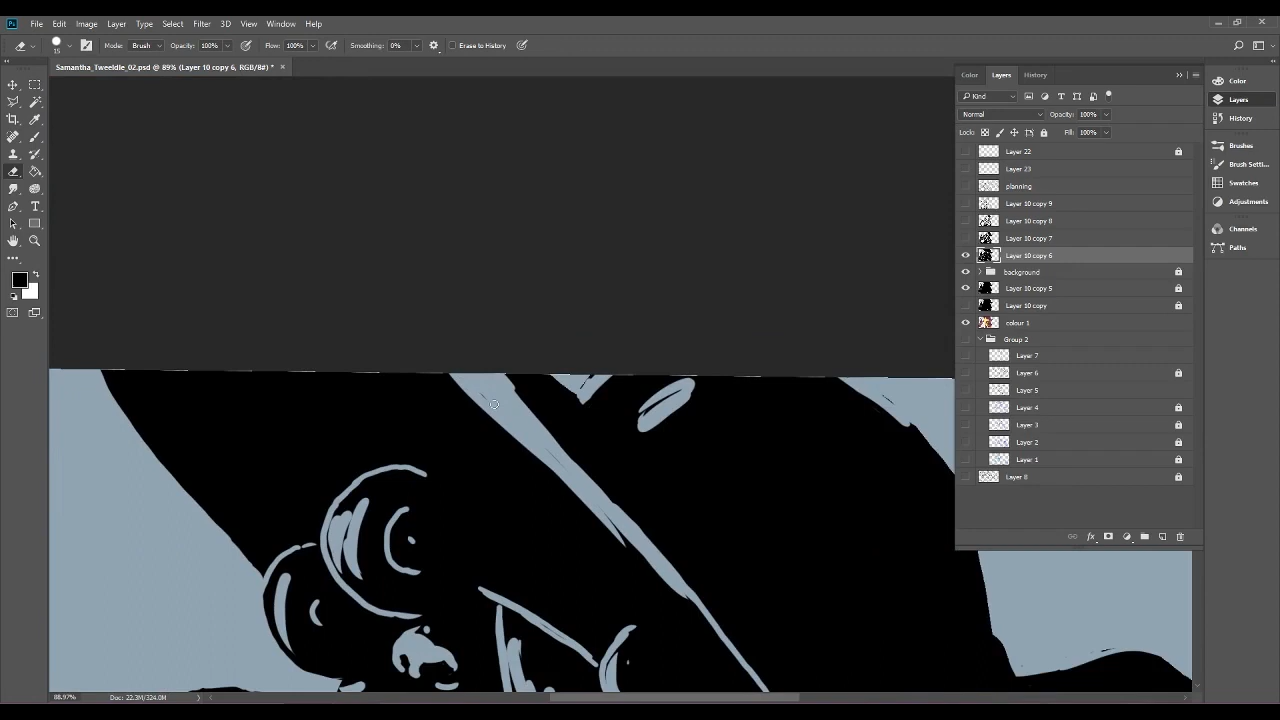 Ps File Edit Image Layer Type Select Filter 3D View Window Help
15 Mode: Brush Opacity: 100% Flow: 100% Smoothing: 0% Erase to History
Samantha_Tweeldle_02.psd @ 89% (Layer 10 copy 6, RGB/8#) * ×
Color Layers History
Kind
Normal Opacity: 100%
Lock: Fill: 100%
Layer 22
Layer 23
planning
Layer 10 copy 9
Layer 10 copy 8
Layer 10 copy 7
Layer 10 copy 6
background
Layer 10 copy 5
Layer 10 copy
colour 1
Group 2
Layer 7
Layer 6
Layer 5
Layer 4
Layer 3
Layer 2
Layer 1
Layer 8
fx
Color
Layers
History
Brushes
Brush Setti...
Swatches
Adjustments
Channels
Paths
88.97% Doc: 22.3M/324.0M